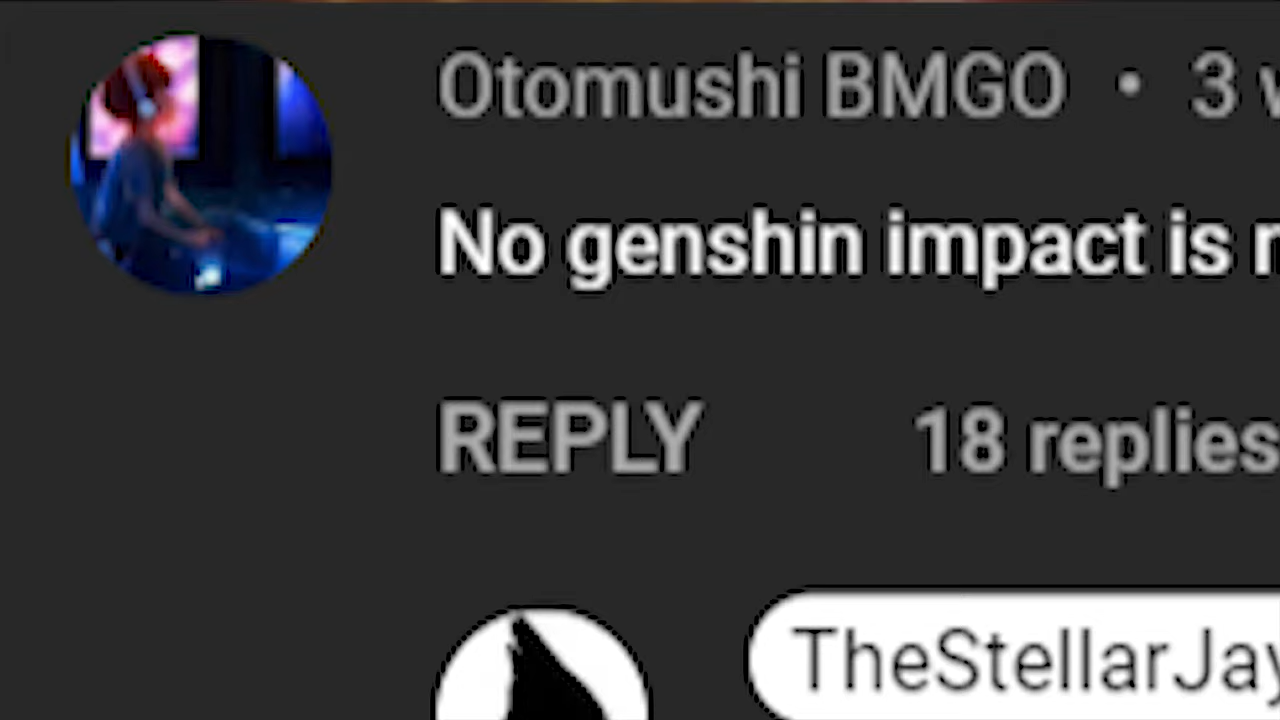 Otomushi BMGO • 3
No genshin impact is
REPLY 18 replies
TheStellarJay